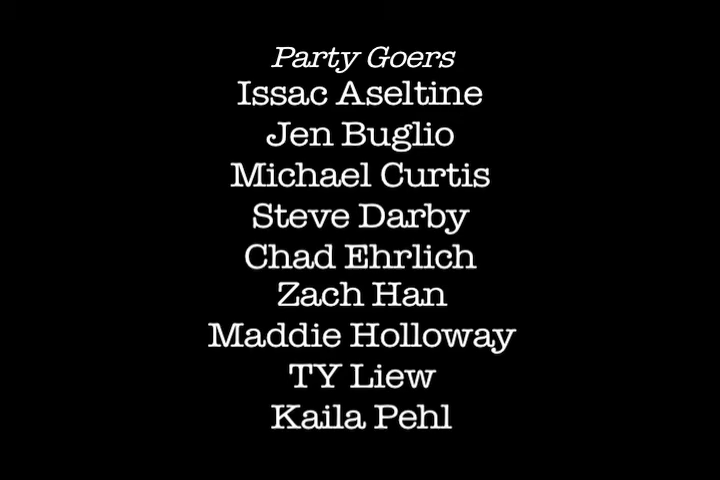 Party Goers
Issac Aseltine
Jen Buglio
Michael Curtis
Steve Darby
Chad Ehrlich
Zach Han
Maddie Holloway
TY Liew
Kaila Pehl